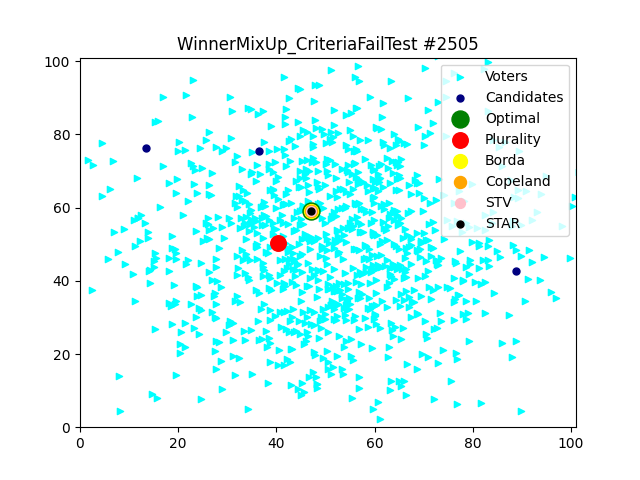 WinnerMixUp_CriteriaFailTest #2505
100
80
60
40
20
0
0
20
40
60
80
100
Voters
Candidates
Optimal
Plurality
Borda
Copeland
STV
STAR